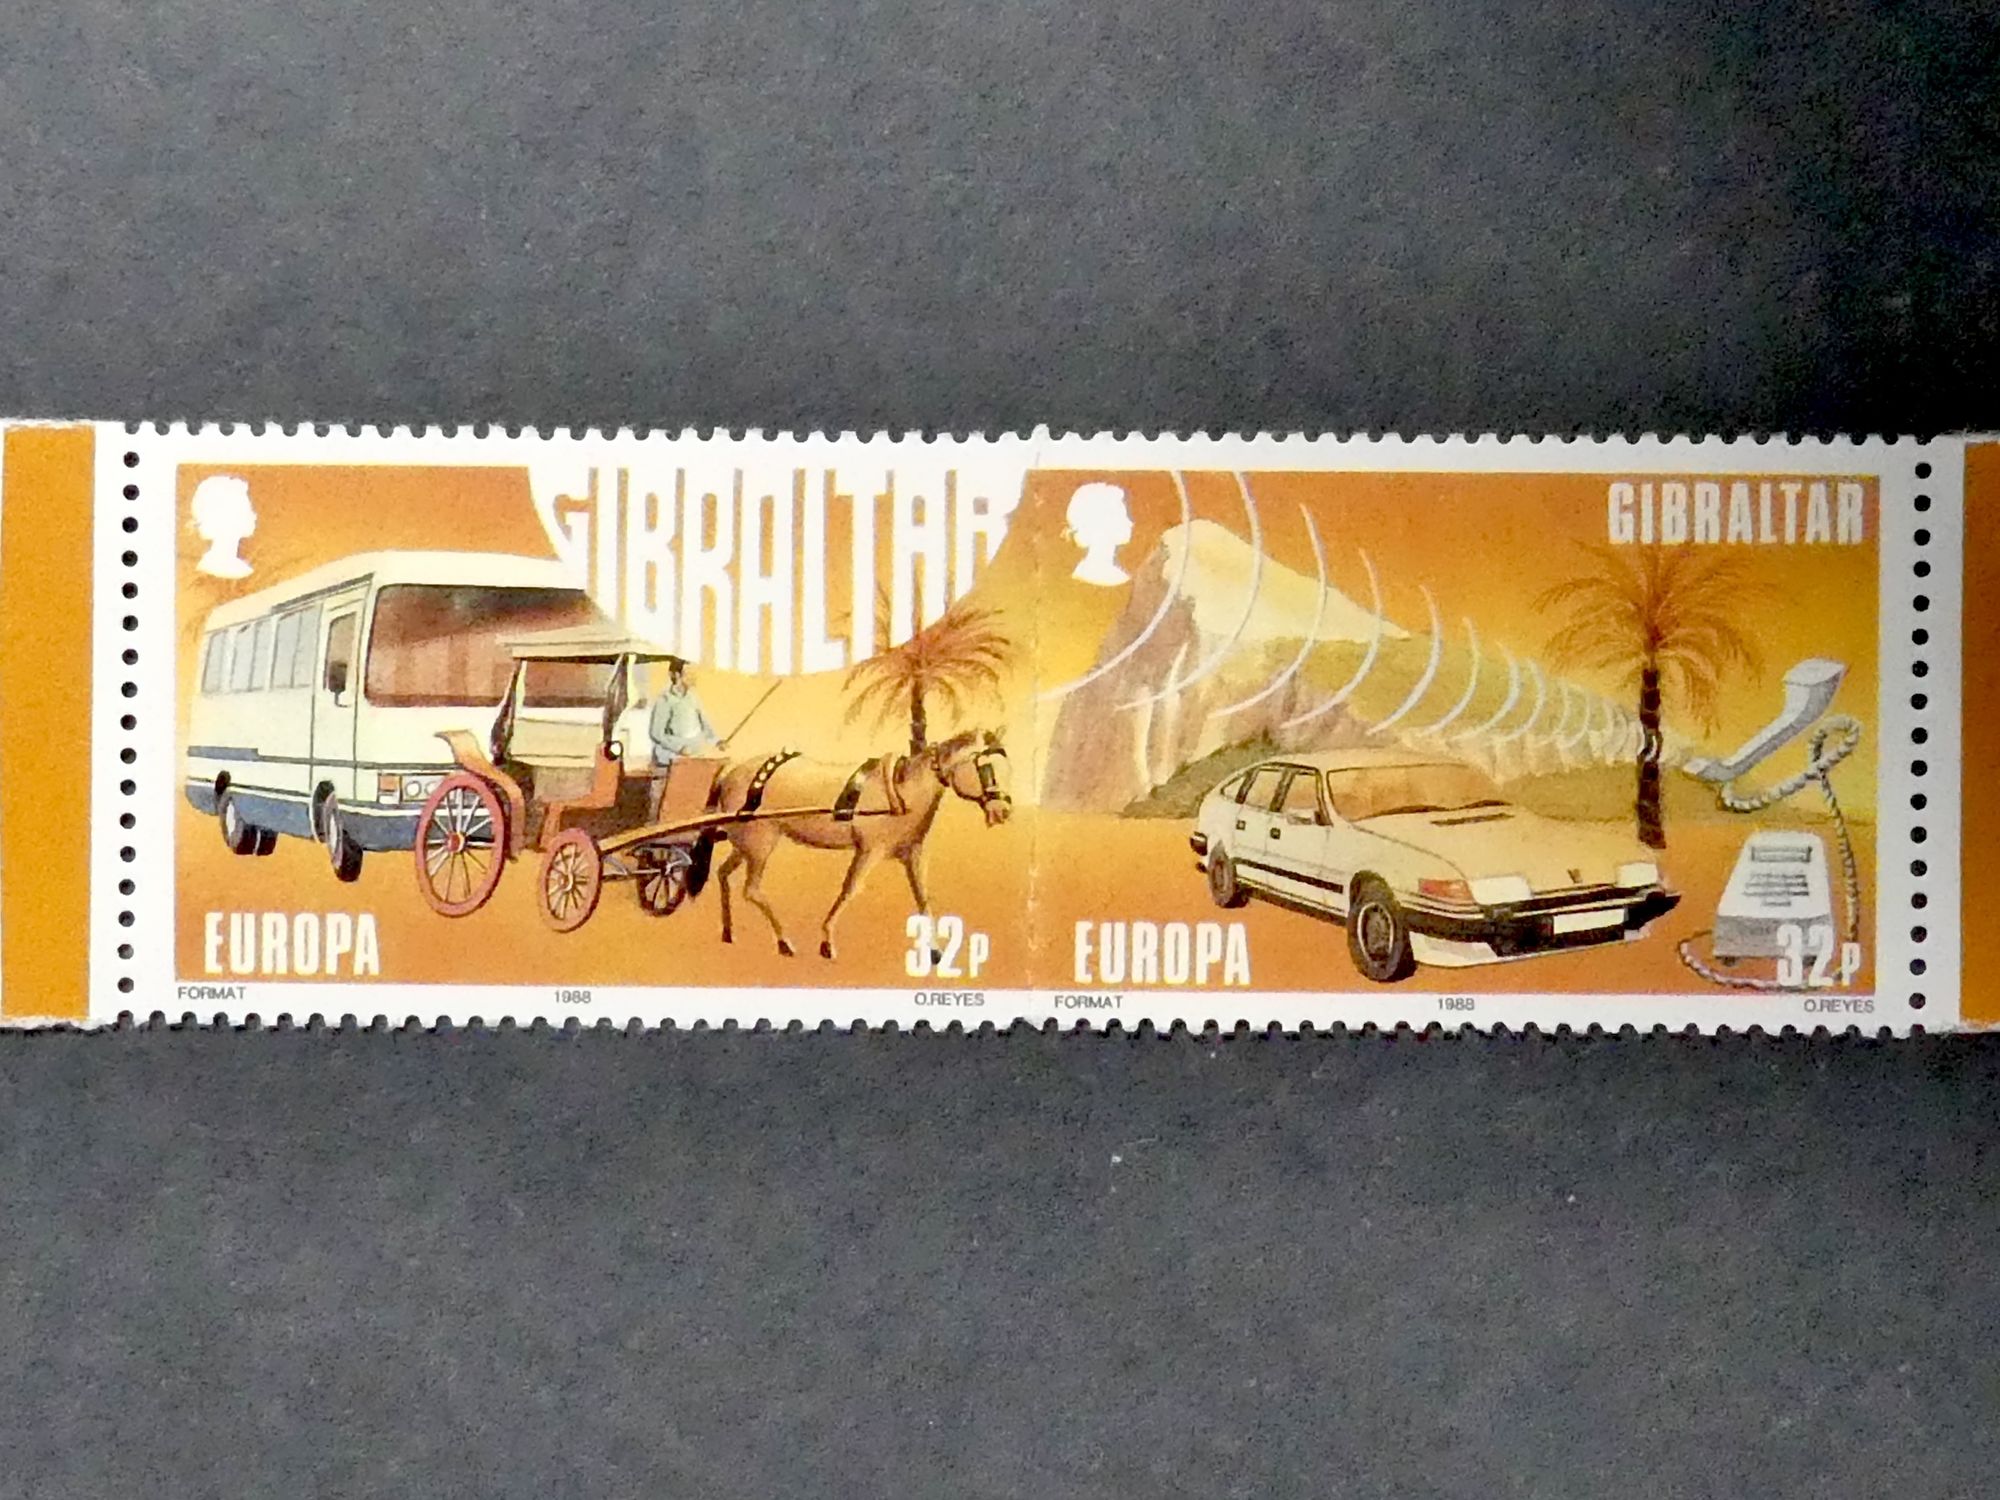 GIBRALTAR
EUROPA
32P
FORMAT 1988 O.REYES
GIBRALTAR
EUROPA
32P
FORMAT 1988 O.REYES